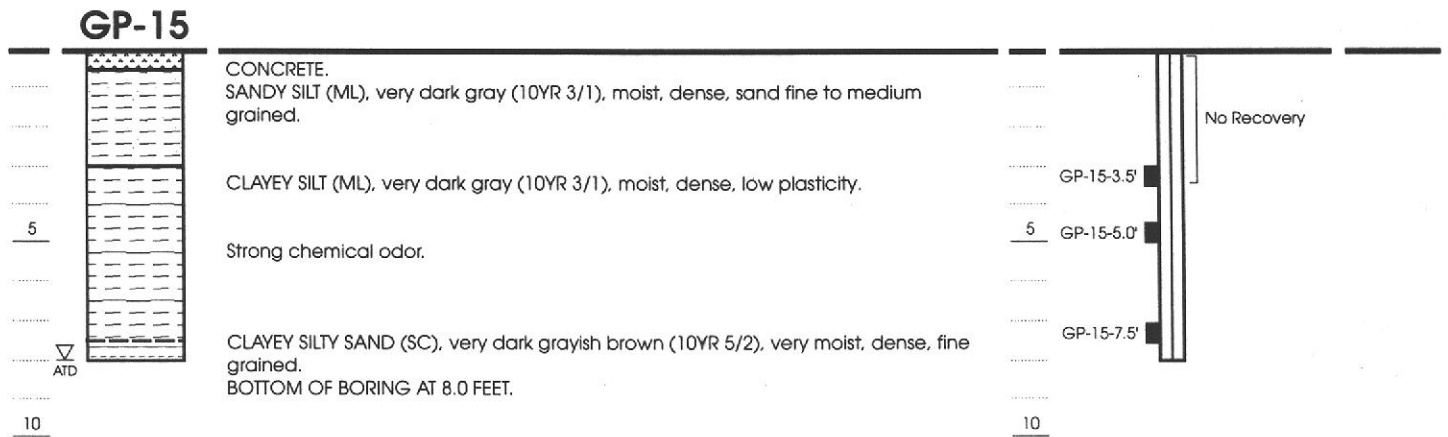 GP-15
CONCRETE.
SANDY SILT (ML), very dark gray (10YR 3/1), moist, dense, sand fine to medium
grained.
No Recovery
CLAYEY SILT (ML), very dark gray (10YR 3/1), moist, dense, low plasticity.
GP-15-3.5'
5
5
GP-15-5.0'
Strong chemical odor.
GP-15-7.5'
CLAYEY SILTY SAND (SC), very dark grayish brown (10YR 5/2), very moist, dense, fine
grained.
ATD
BOTTOM OF BORING AT 8.0 FEET.
10
10